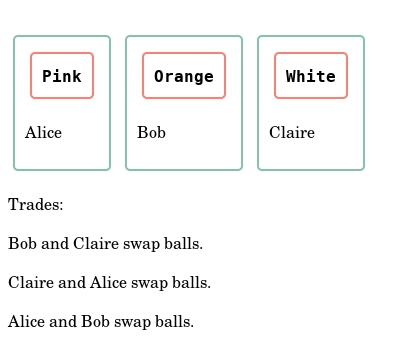 Pink Orange White
Alice Bob Claire
Trades:
Bob and Claire swap balls.
Claire and Alice swap balls.
Alice and Bob swap balls.